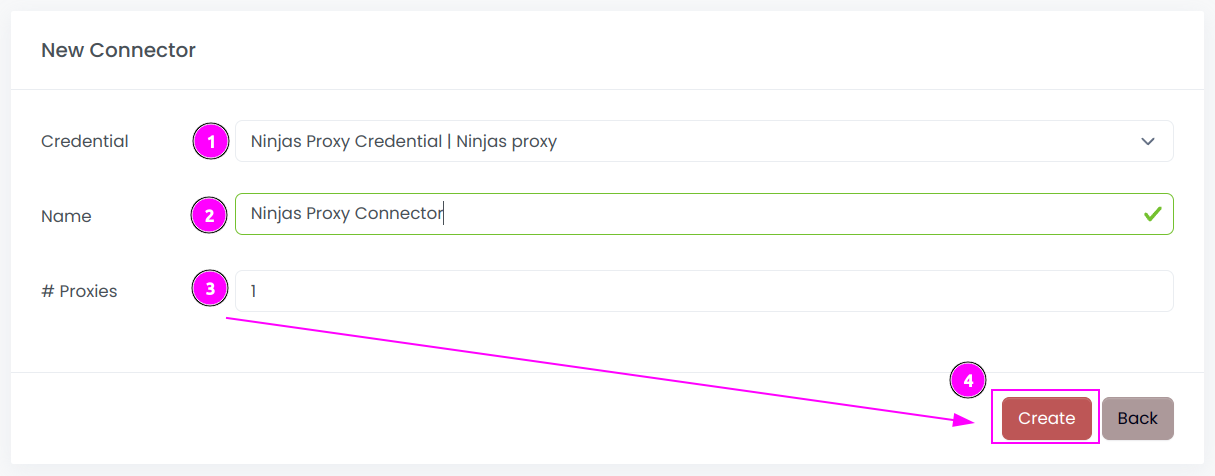 New Connector
Credential 1 Ninjas Proxy Credential | Ninjas proxy
Name 2 Ninjas Proxy Connector
# Proxies 3 1
4
Create Back